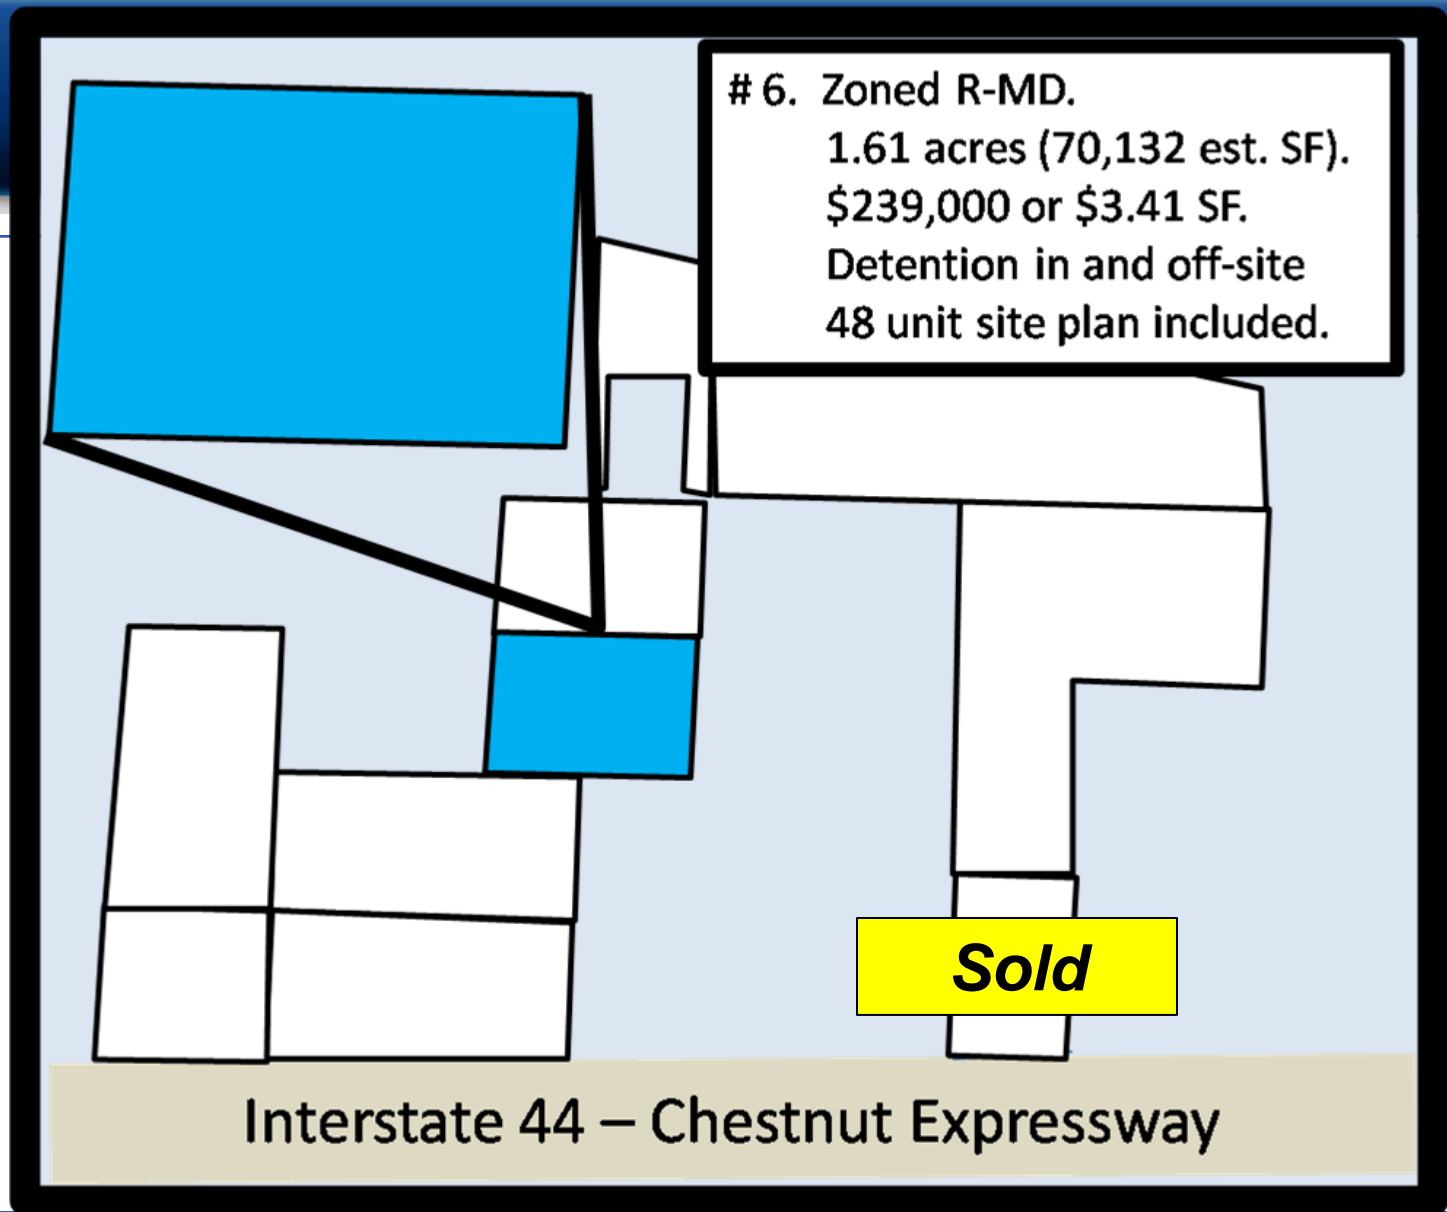 # 6. Zoned R-MD.
1.61 acres (70,132 est. SF).
$239,000 or $3.41 SF.
Detention in and off-site
48 unit site plan included.
Sold
Interstate 44 – Chestnut Expressway